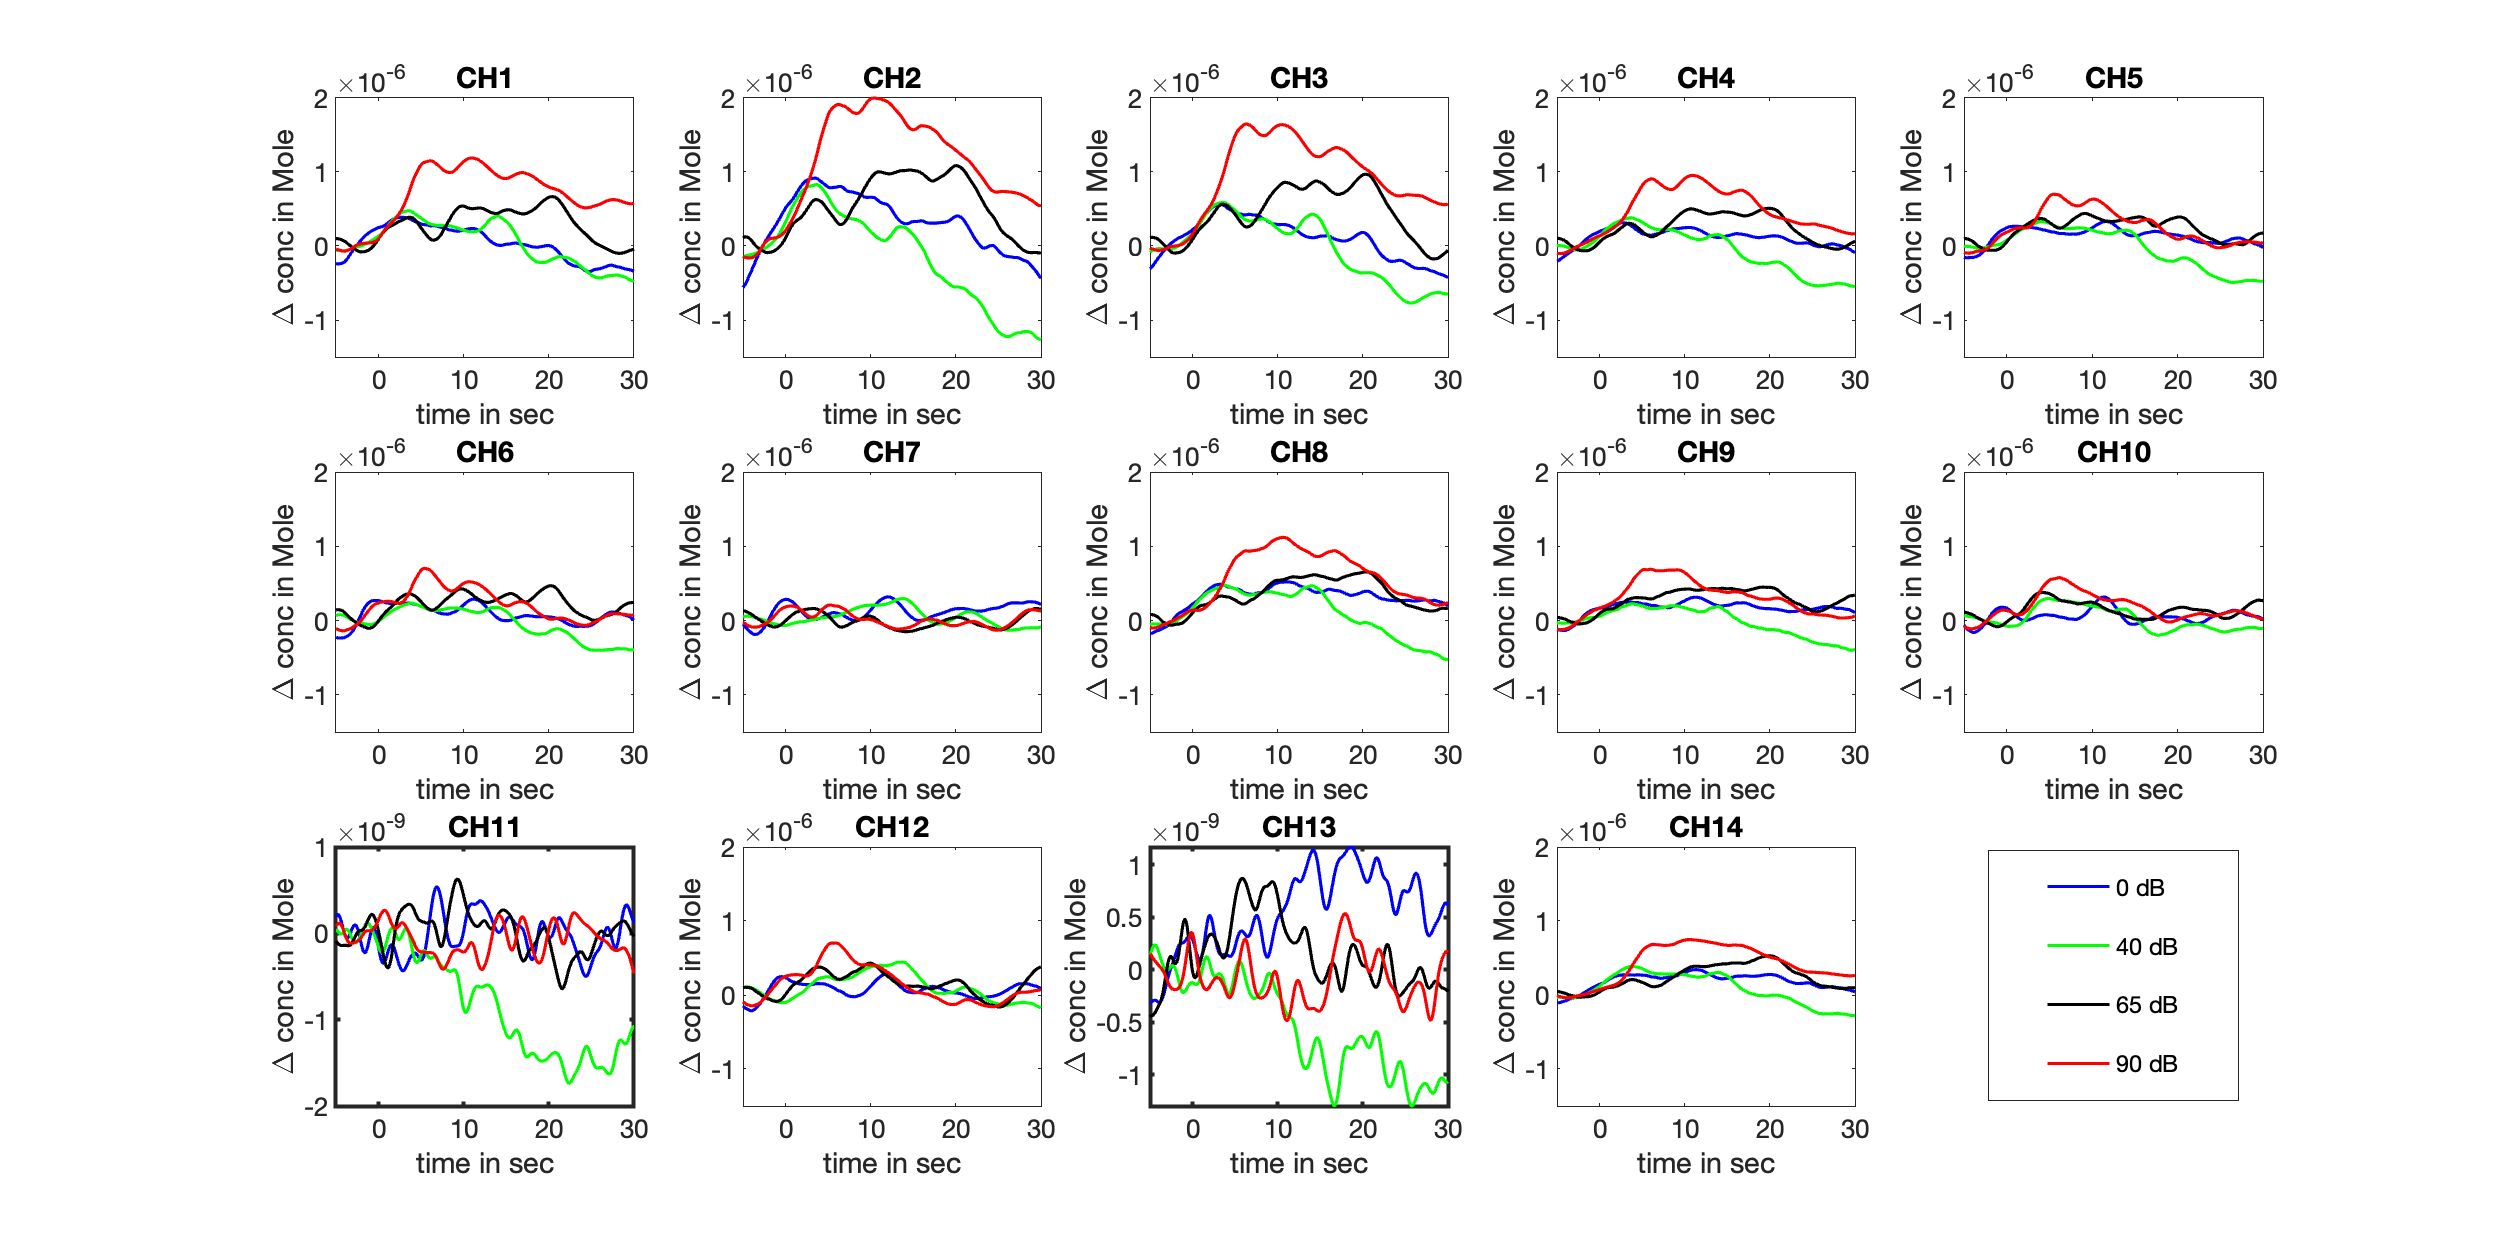 CH1 CH2 CH3 CH4 CH5
×10-6 ×10-6 ×10-6 ×10-6 ×10-6
2 2 2 2 2
1 1 1 1 1
0 0 0 0 0
-1 -1 -1 -1 -1
Δ conc in Mole Δ conc in Mole Δ conc in Mole Δ conc in Mole Δ conc in Mole
0 10 20 30 0 10 20 30 0 10 20 30 0 10 20 30 0 10 20 30
time in sec time in sec time in sec time in sec time in sec
CH6 CH7 CH8 CH9 CH10
×10-6 ×10-6 ×10-6 ×10-6 ×10-6
2 2 2 2 2
1 1 1 1 1
0 0 0 0 0
-1 -1 -1 -1 -1
Δ conc in Mole Δ conc in Mole Δ conc in Mole Δ conc in Mole Δ conc in Mole
0 10 20 30 0 10 20 30 0 10 20 30 0 10 20 30 0 10 20 30
time in sec time in sec time in sec time in sec time in sec
CH11 CH12 CH13 CH14
×10-9 ×10-6 ×10-9 ×10-6
1 2 1 2
0 1 0.5 1
-1 0 0 0
-2 -1 -0.5 -1
-1
Δ conc in Mole Δ conc in Mole Δ conc in Mole Δ conc in Mole
0 10 20 30 0 10 20 30 0 10 20 30 0 10 20 30
time in sec time in sec time in sec time in sec
0 dB
40 dB
65 dB
90 dB